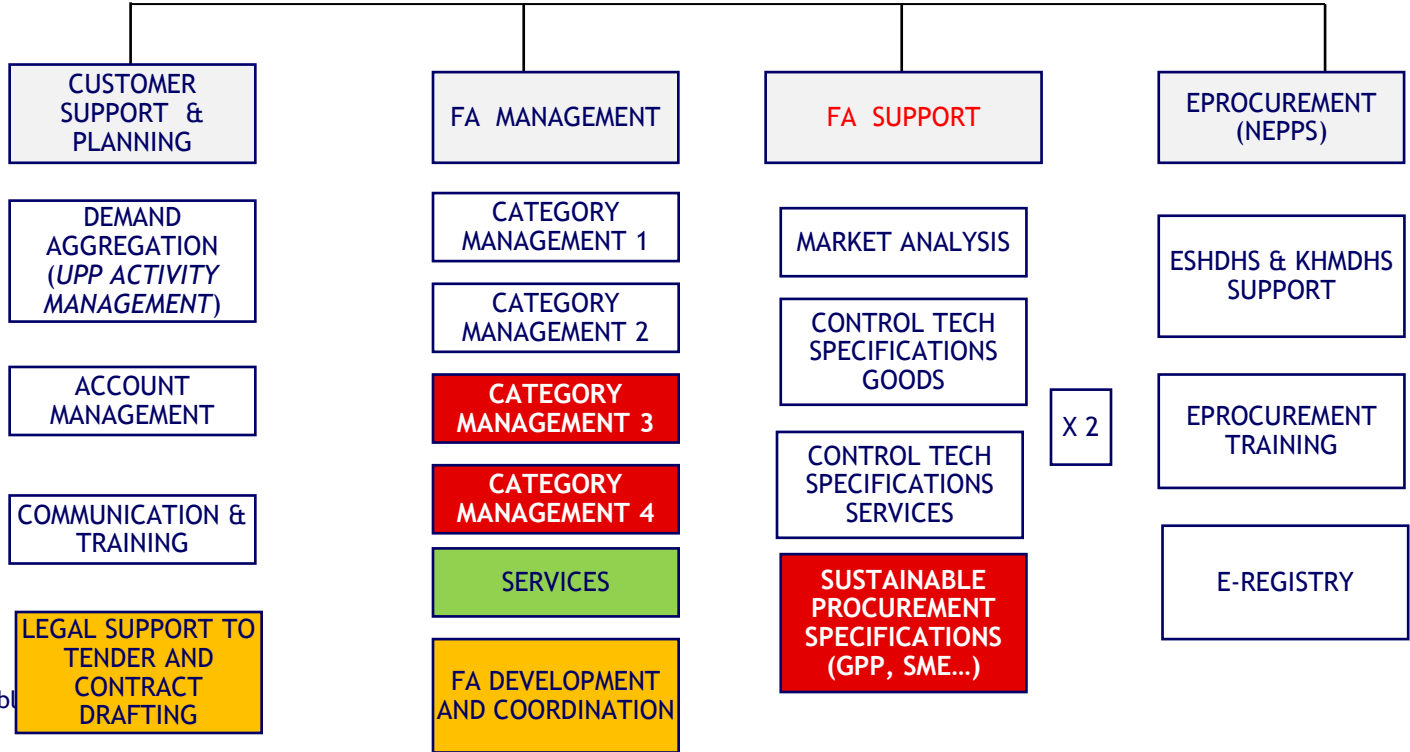 CUSTOMER
SUPPORT & 
PLANNING
DEMAND
AGGREGATION
(UPP ACTIVITY
MANAGEMENT)
ACCOUNT
MANAGEMENT
COMMUNICATION &
TRAINING
LEGAL SUPPORT TO
TENDER AND
CONTRACT
DRAFTING
FA MANAGEMENT
CATEGORY
MANAGEMENT 1
CATEGORY
MANAGEMENT 2
CATEGORY
MANAGEMENT 3
CATEGORY
MANAGEMENT 4
SERVICES
FA DEVELOPMENT
AND COORDINATION
FA SUPPORT
MARKET ANALYSIS
CONTROL TECH
SPECIFICATIONS
GOODS
CONTROL TECH
SPECIFICATIONS
SERVICES
X 2
SUSTAINABLE
PROCUREMENT
SPECIFICATIONS
(GPP, SME…)
EPROCUREMENT
(NEPPS)
ESHDHS & KHMDHS
SUPPORT
EPROCUREMENT
TRAINING
E-REGISTRY